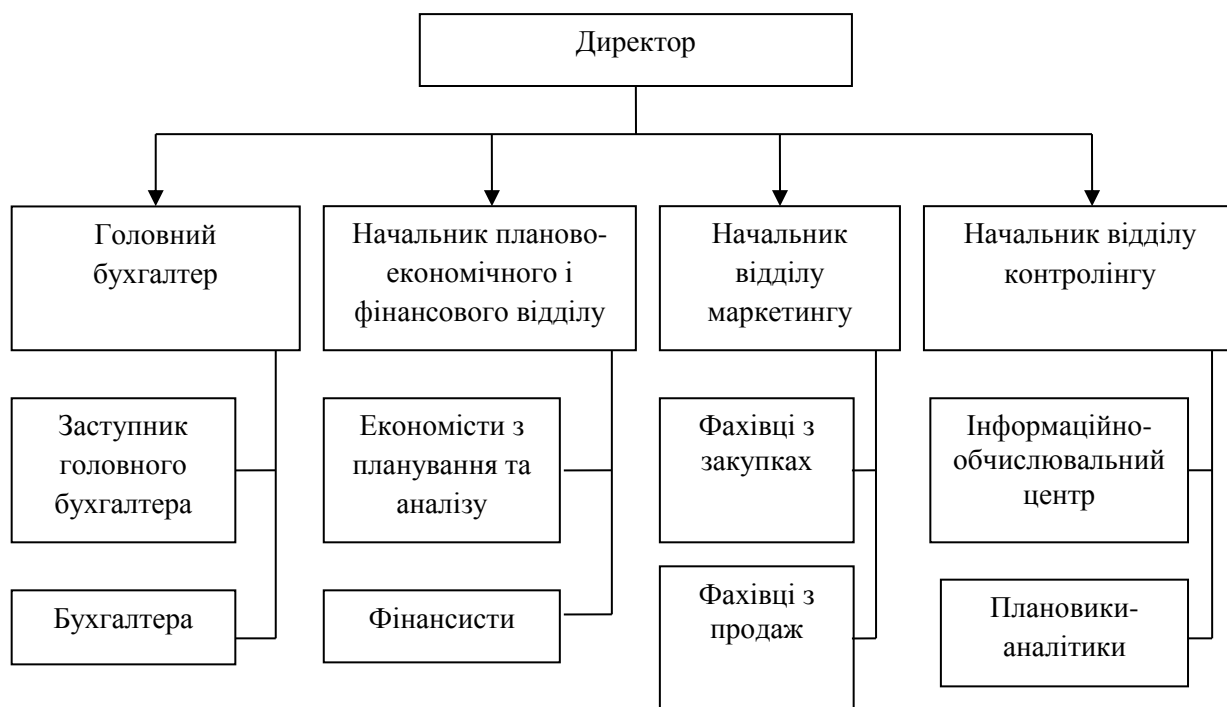 Директор
Головний
бухгалтер
Начальник планово-
економічного і
фінансового відділу
Начальник
відділу
маркетингу
Начальник відділу
контролінгу
Заступник
головного
бухгалтера
Економісти з
планування та
аналізу
Фахівці з
закупках
Інформаційно-
обчислювальний
центр
Бухгалтера
Фінансисти
Фахівці з
продаж
Плановики-
аналітики